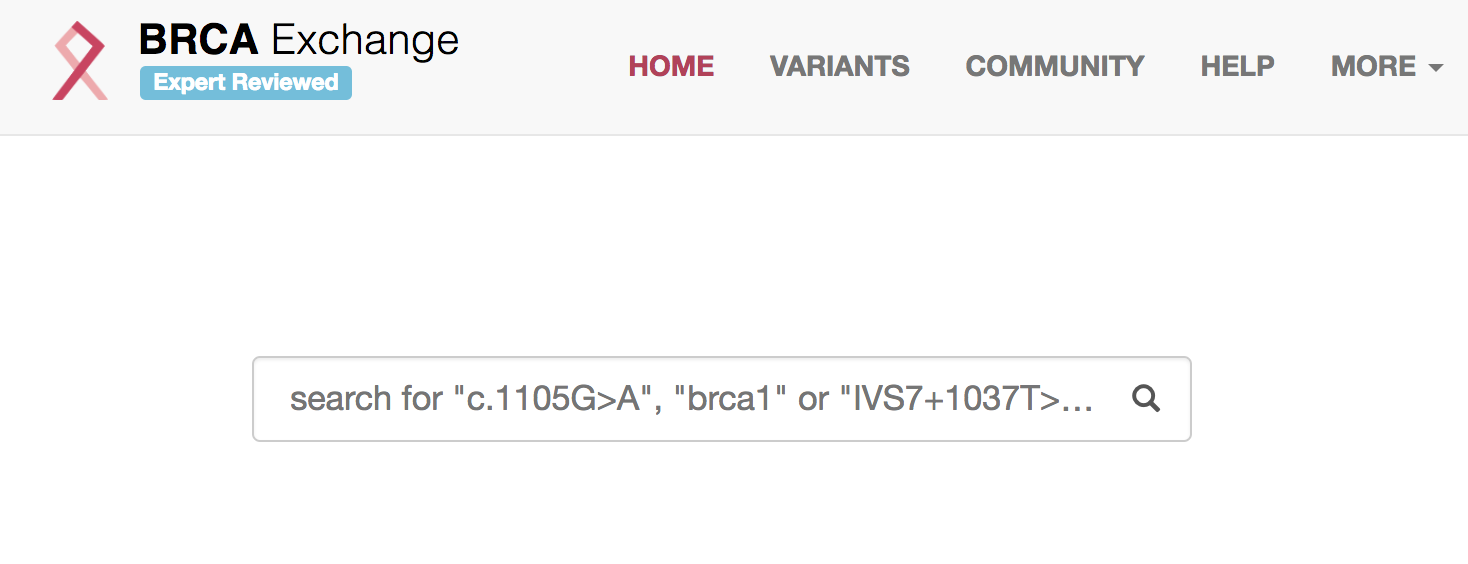 BRCA Exchange
Expert Reviewed
HOME VARIANTS COMMUNITY HELP MORE
search for "c.1105G>A", "brca1" or "IVS7+1037T>...